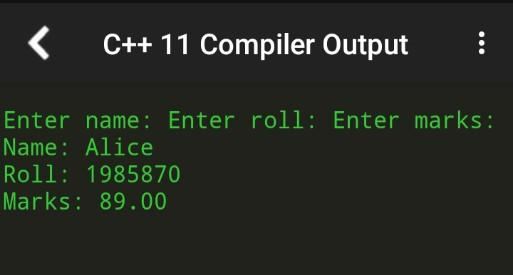 C++ 11 Compiler Output
Enter name: Enter roll: Enter marks:
Name: Alice
Roll: 1985870
Marks: 89.00